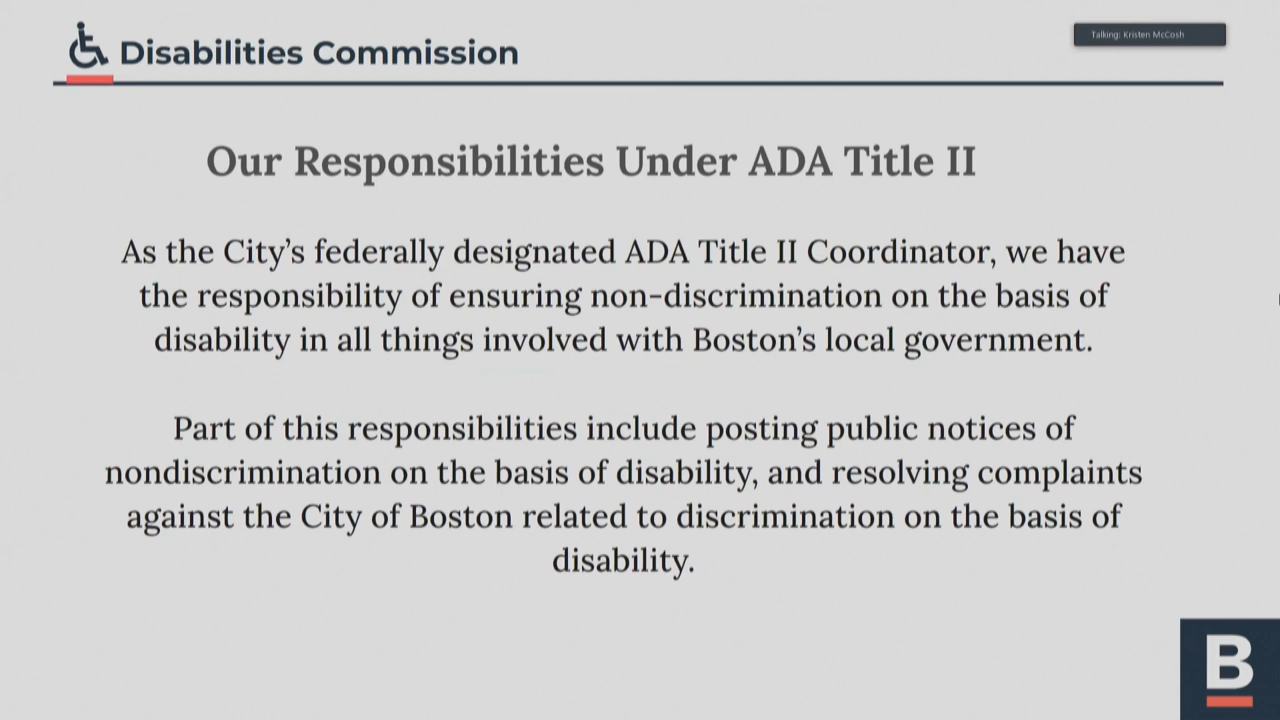 Disabilities Commission
Talking: Kristen McCosh
Our Responsibilities Under ADA Title II
As the City’s federally designated ADA Title II Coordinator, we have
the responsibility of ensuring non-discrimination on the basis of
disability in all things involved with Boston’s local government.
Part of this responsibilities include posting public notices of
nondiscrimination on the basis of disability, and resolving complaints
against the City of Boston related to discrimination on the basis of
disability.
B